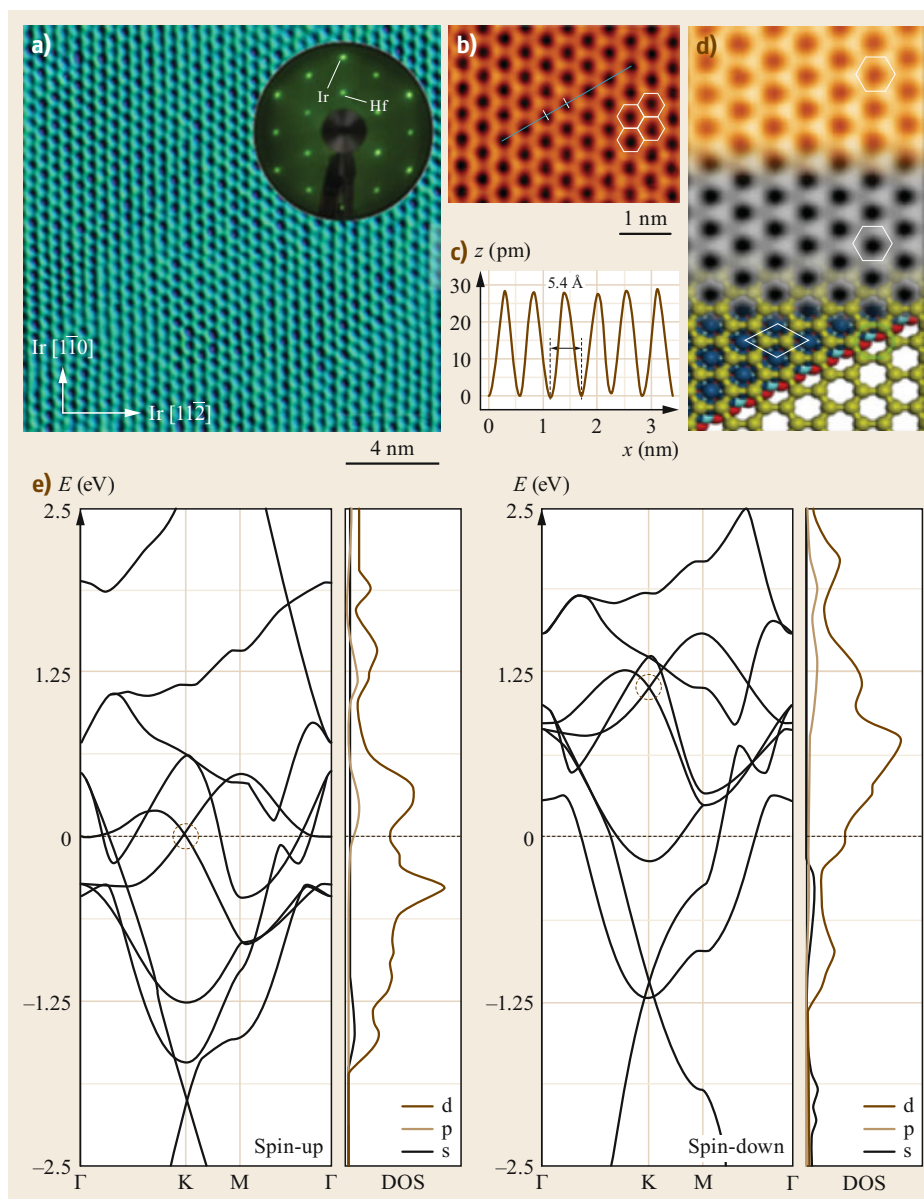 a)
Ir
Hf
Ir [11̅0]
Ir [112̅]
4 nm
b)
1 nm
c) z (pm)
30
20
10
0
5.4 Å
0 1 2 3
x (nm)
d)
e) E (eV)
2.5
1.25
0
−1.25
−2.5
Spin-up
Γ K M Γ
d
p
s
DOS
E (eV)
2.5
1.25
0
−1.25
−2.5
Spin-down
Γ K M Γ
d
p
s
DOS